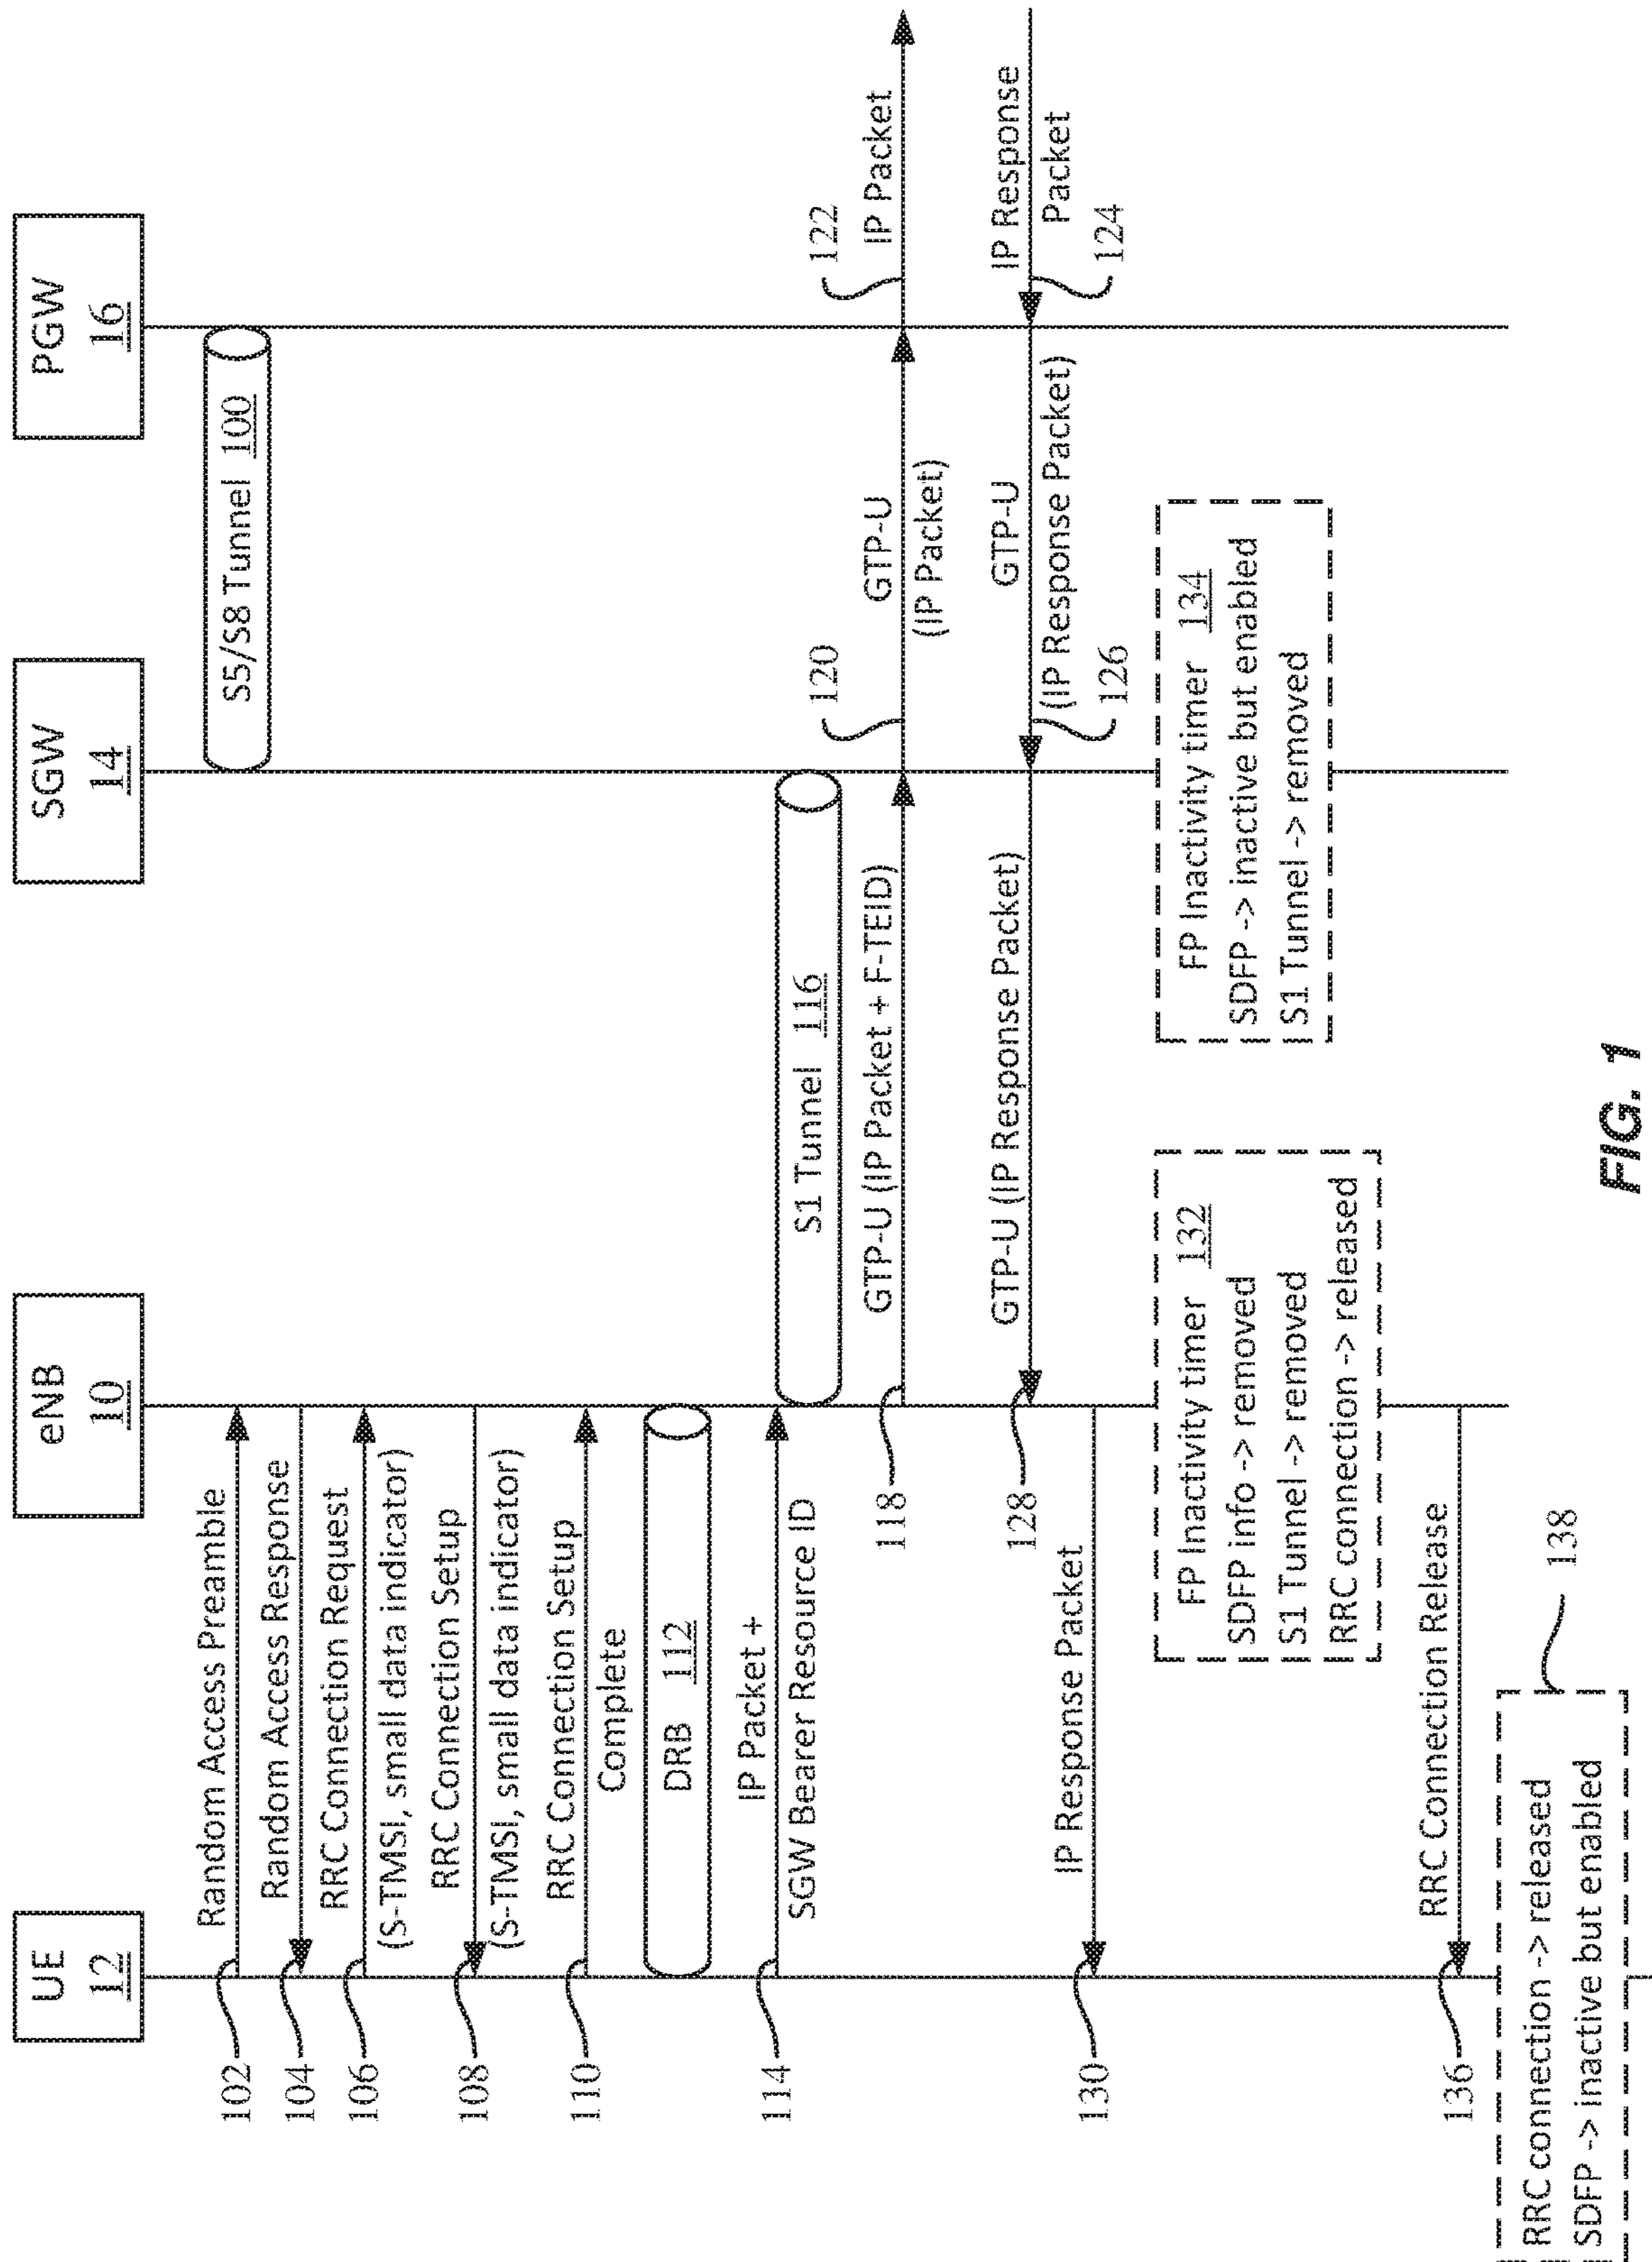 UE
12
eNB
10
SGW
14
PGW
16
S5/S8 Tunnel 100
102
Random Access Preamble
104
Random Access Response
106
RRC Connection Request
(S-TMSI, small data indicator)
108
RRC Connection Setup
(S-TMSI, small data indicator)
110
RRC Connection Setup
Complete
DRB 112
114
IP Packet +
SGW Bearer Resource ID
S1 Tunnel 116
118
GTP-U (IP Packet + F-TEID)
120
GTP-U
(IP Packet)
122
IP Packet
IP Response
Packet
124
GTP-U
(IP Response Packet)
126
128
GTP-U (IP Response Packet)
130
IP Response Packet
FP Inactivity timer 132
SDFP info -> removed
S1 Tunnel -> removed
RRC connection -> released
FP Inactivity timer 134
SDFP -> inactive but enabled
S1 Tunnel -> removed
136
RRC Connection Release
138
RRC connection -> released
SDFP -> inactive but enabled
FIG. 1